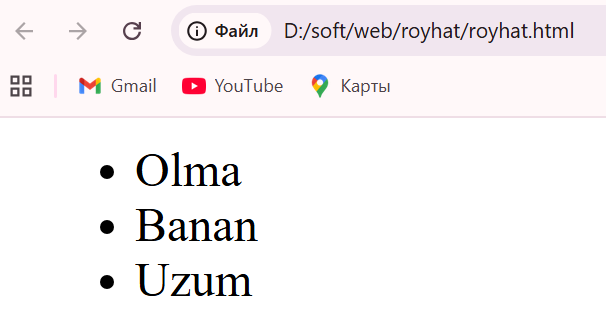 Файл D:/soft/web/royhat/royhat.html
Gmail YouTube Карты
Olma
Banan
Uzum